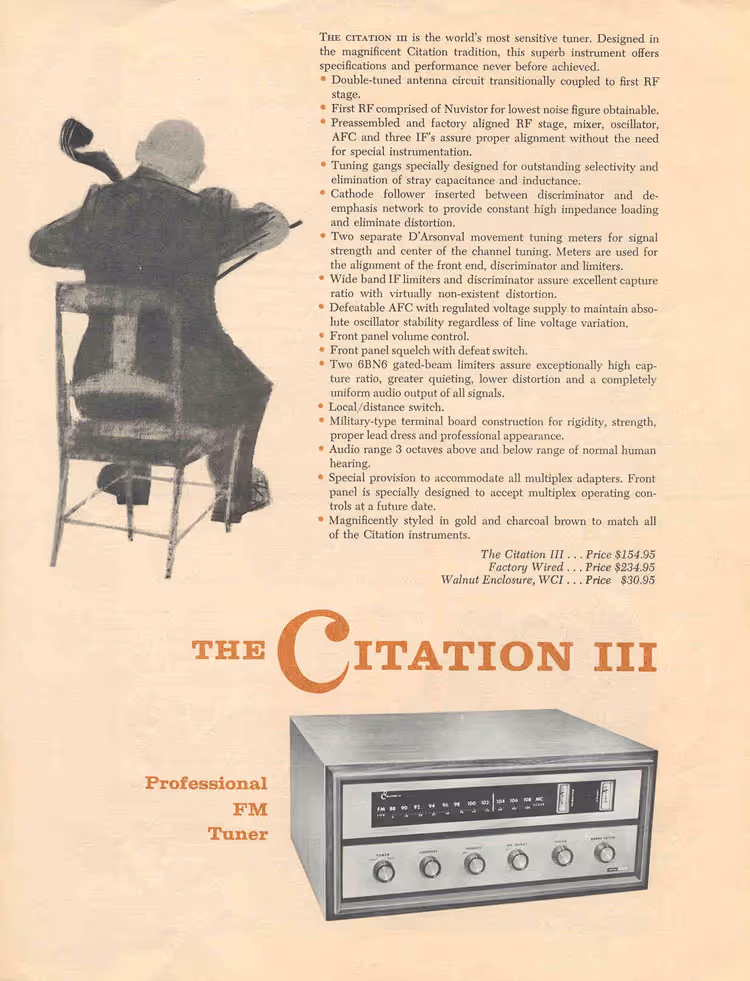 THE CITATION III is the world's most sensitive tuner. Designed in
the magnificent Citation tradition, this superb instrument offers
specifications and performance never before achieved.
• Double-tuned antenna circuit transitionally coupled to first RF
stage.
• First RF comprised of Nuvistor for lowest noise figure obtainable.
• Preassembled and factory aligned RF stage, mixer, oscillator,
AFC and three IF's assure proper alignment without the need
for special instrumentation.
• Tuning gangs specially designed for outstanding selectivity and
elimination of stray capacitance and inductance.
• Cathode follower inserted between discriminator and de-
emphasis network to provide constant high impedance loading
and eliminate distortion.
• Two separate D'Arsonval movement tuning meters for signal
strength and center of the channel tuning. Meters are used for
the alignment of the front end, discriminator and limiters.
• Wide band IF limiters and discriminator assure excellent capture
ratio with virtually non-existent distortion.
• Defeatable AFC with regulated voltage supply to maintain abso-
lute oscillator stability regardless of line voltage variation.
• Front panel volume control.
• Front panel squelch with defeat switch.
• Two 6BN6 gated-beam limiters assure exceptionally high cap-
ture ratio, greater quieting, lower distortion and a completely
uniform audio output of all signals.
• Local/distance switch.
• Military-type terminal board construction for rigidity, strength,
proper lead dress and professional appearance.
• Audio range 3 octaves above and below range of normal human
hearing.
• Special provision to accommodate all multiplex adapters. Front
panel is specially designed to accept multiplex operating con-
trols at a future date.
• Magnificently styled in gold and charcoal brown to match all
of the Citation instruments.
The Citation III . . . Price $154.95
Factory Wired . . . Price $234.95
Walnut Enclosure, WCI . . . Price $30.95
THE CITATION III
Professional
FM
Tuner
FM 88 90 92 94 96 98 100 102 104 106 108 MC